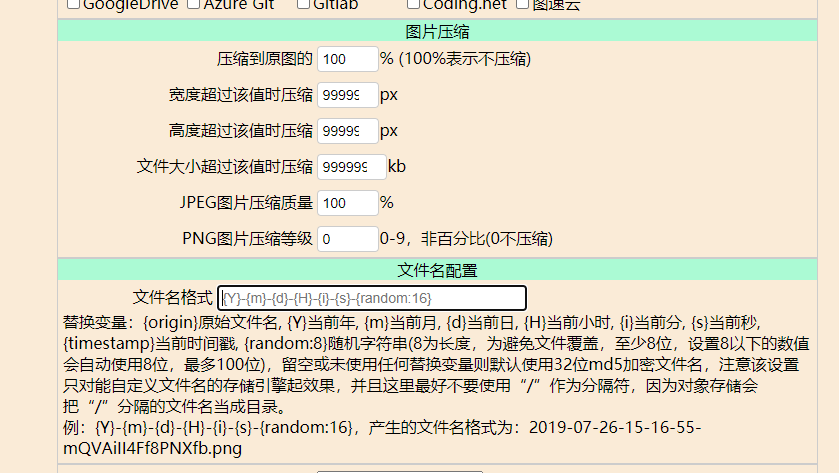 GoogleDrive Azure Git Gitlab Coding.net 图速云
图片压缩
压缩到原图的 100 % (100%表示不压缩)
宽度超过该值时压缩 99999 px
高度超过该值时压缩 99999 px
文件大小超过该值时压缩 999999 kb
JPEG图片压缩质量 100 %
PNG图片压缩等级 0 0-9，非百分比(0不压缩)
文件名配置
文件名格式 {Y}-{m}-{d}-{H}-{i}-{s}-{random:16}
替换变量：{origin}原始文件名, {Y}当前年, {m}当前月, {d}当前日, {H}当前小时, {i}当前分, {s}当前秒,
{timestamp}当前时间戳, {random:8}随机字符串(8为长度，为避免文件覆盖，至少8位，设置8以下的数值
会自动使用8位，最多100位)，留空或未使用任何替换变量则默认使用32位md5加密文件名，注意该设置
只对能自定义文件名的存储引擎起效果，并且这里最好不要使用“/”作为分隔符，因为对象存储会
把“/”分隔的文件名当成目录。
例：{Y}-{m}-{d}-{H}-{i}-{s}-{random:16}，产生的文件名格式为：2019-07-26-15-16-55-
mQVAiII4Ff8PNXfb.png